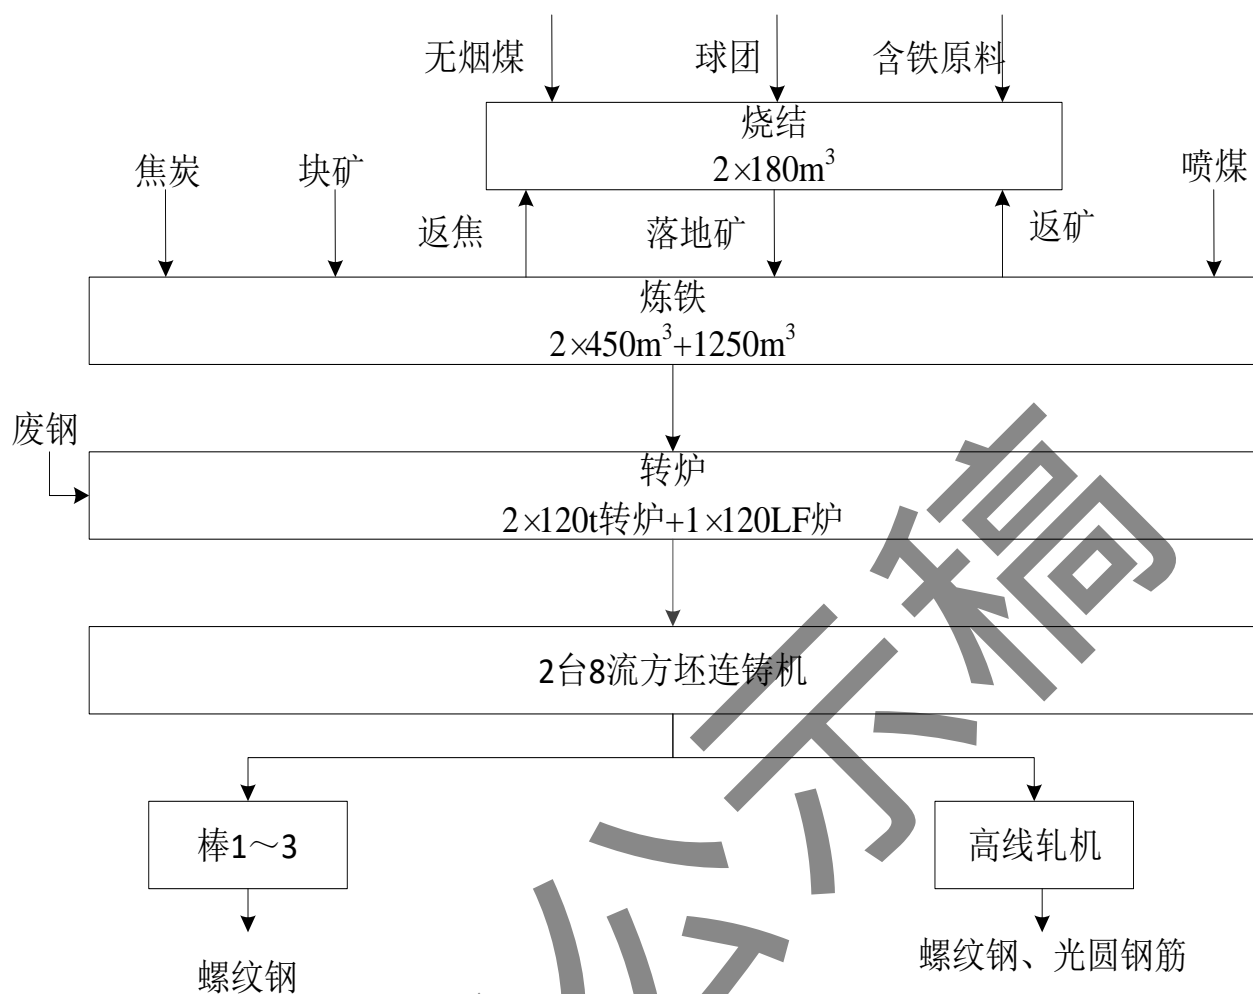 无烟煤
球团
含铁原料
烧结
2×180m³
焦炭
块矿
喷煤
返焦
落地矿
返矿
炼铁
2×450m³+1250m³
废钢
转炉
2×120t转炉+1×120LF炉
2台8流方坯连铸机
棒1～3
高线轧机
螺纹钢
螺纹钢、光圆钢筋
公示稿